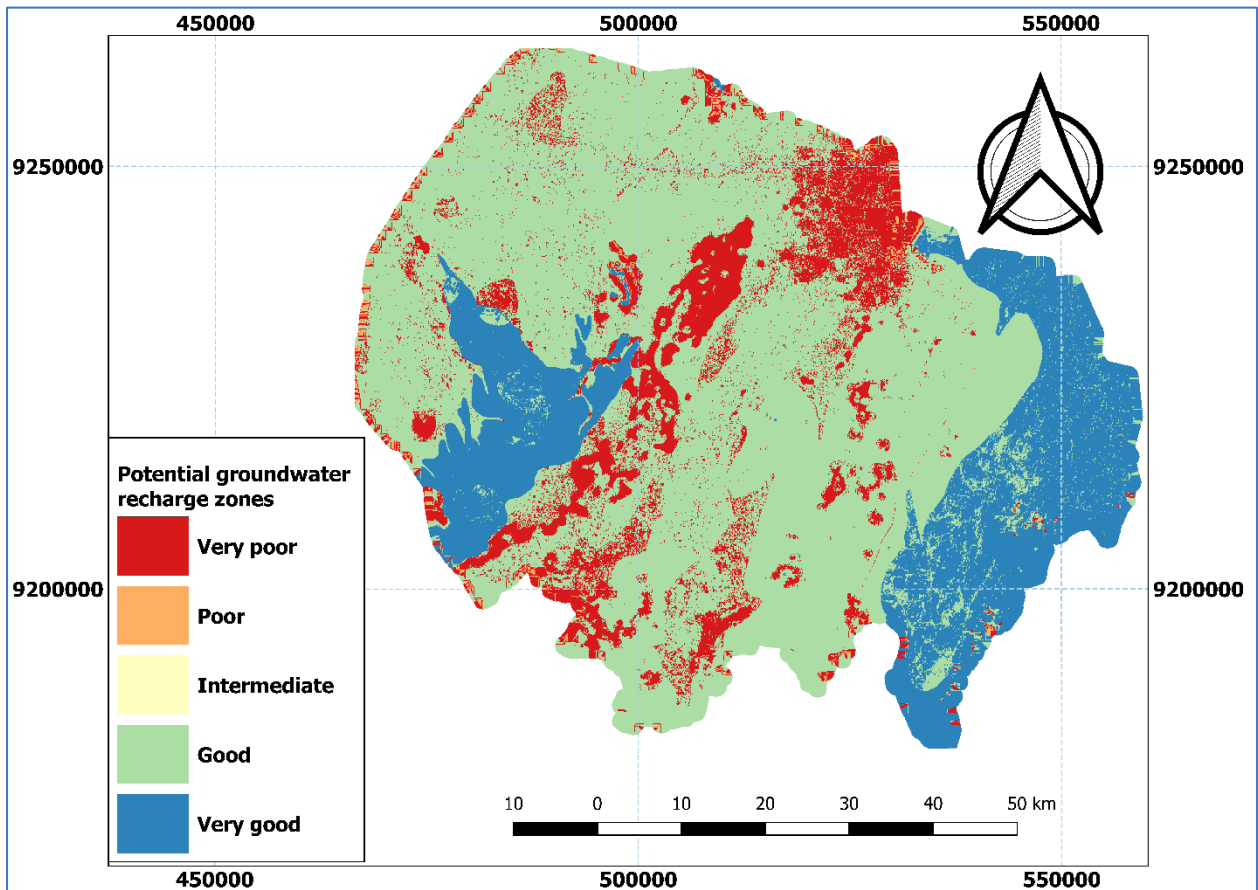 450000 500000 550000
9250000 9250000
Potential groundwater
recharge zones
Very poor
9200000 9200000
Poor
Intermediate
Good
Very good
10 0 10 20 30 40 50 km
450000 500000 550000